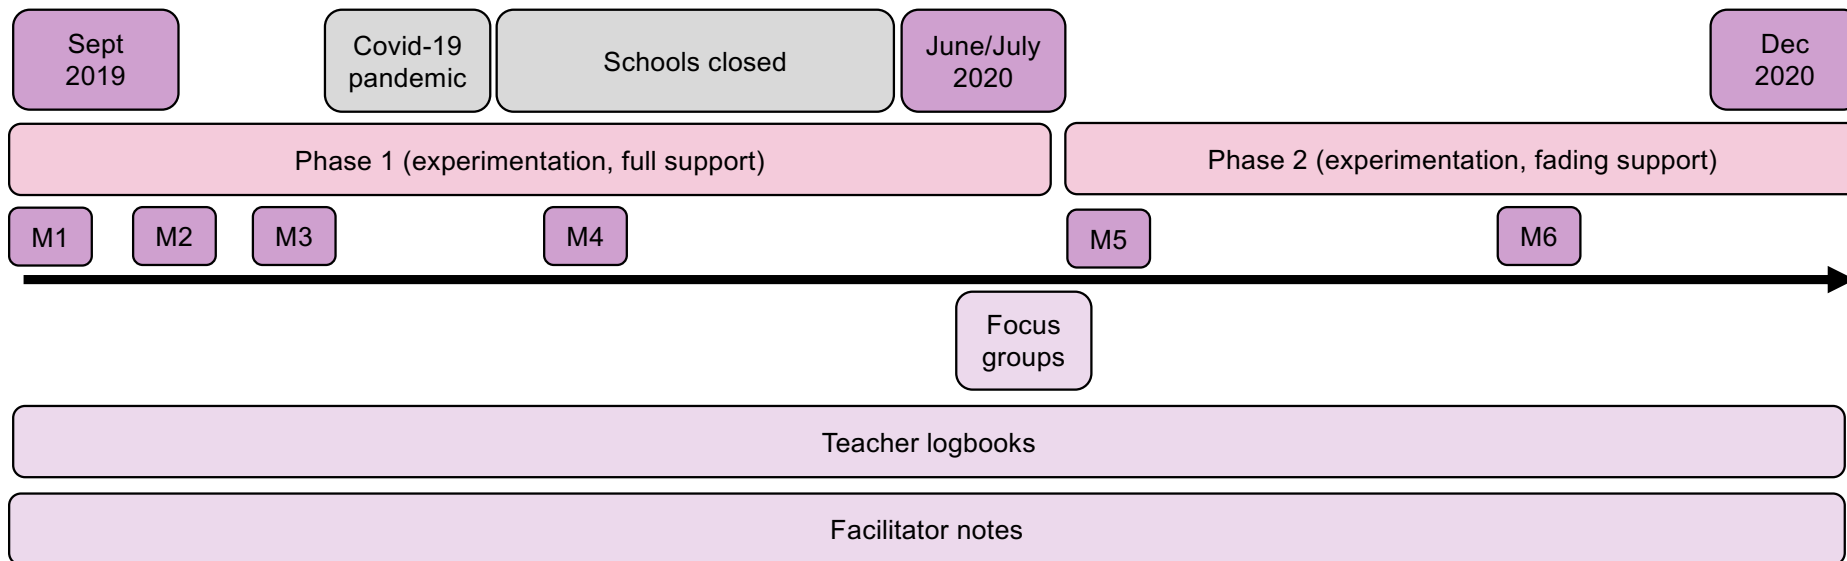 Sept
2019
Covid-19
pandemic
Schools closed
June/July
2020
Dec
2020
Phase 1 (experimentation, full support)
Phase 2 (experimentation, fading support)
M1
M2
M3
M4
M5
M6
Focus
groups
Teacher logbooks
Facilitator notes